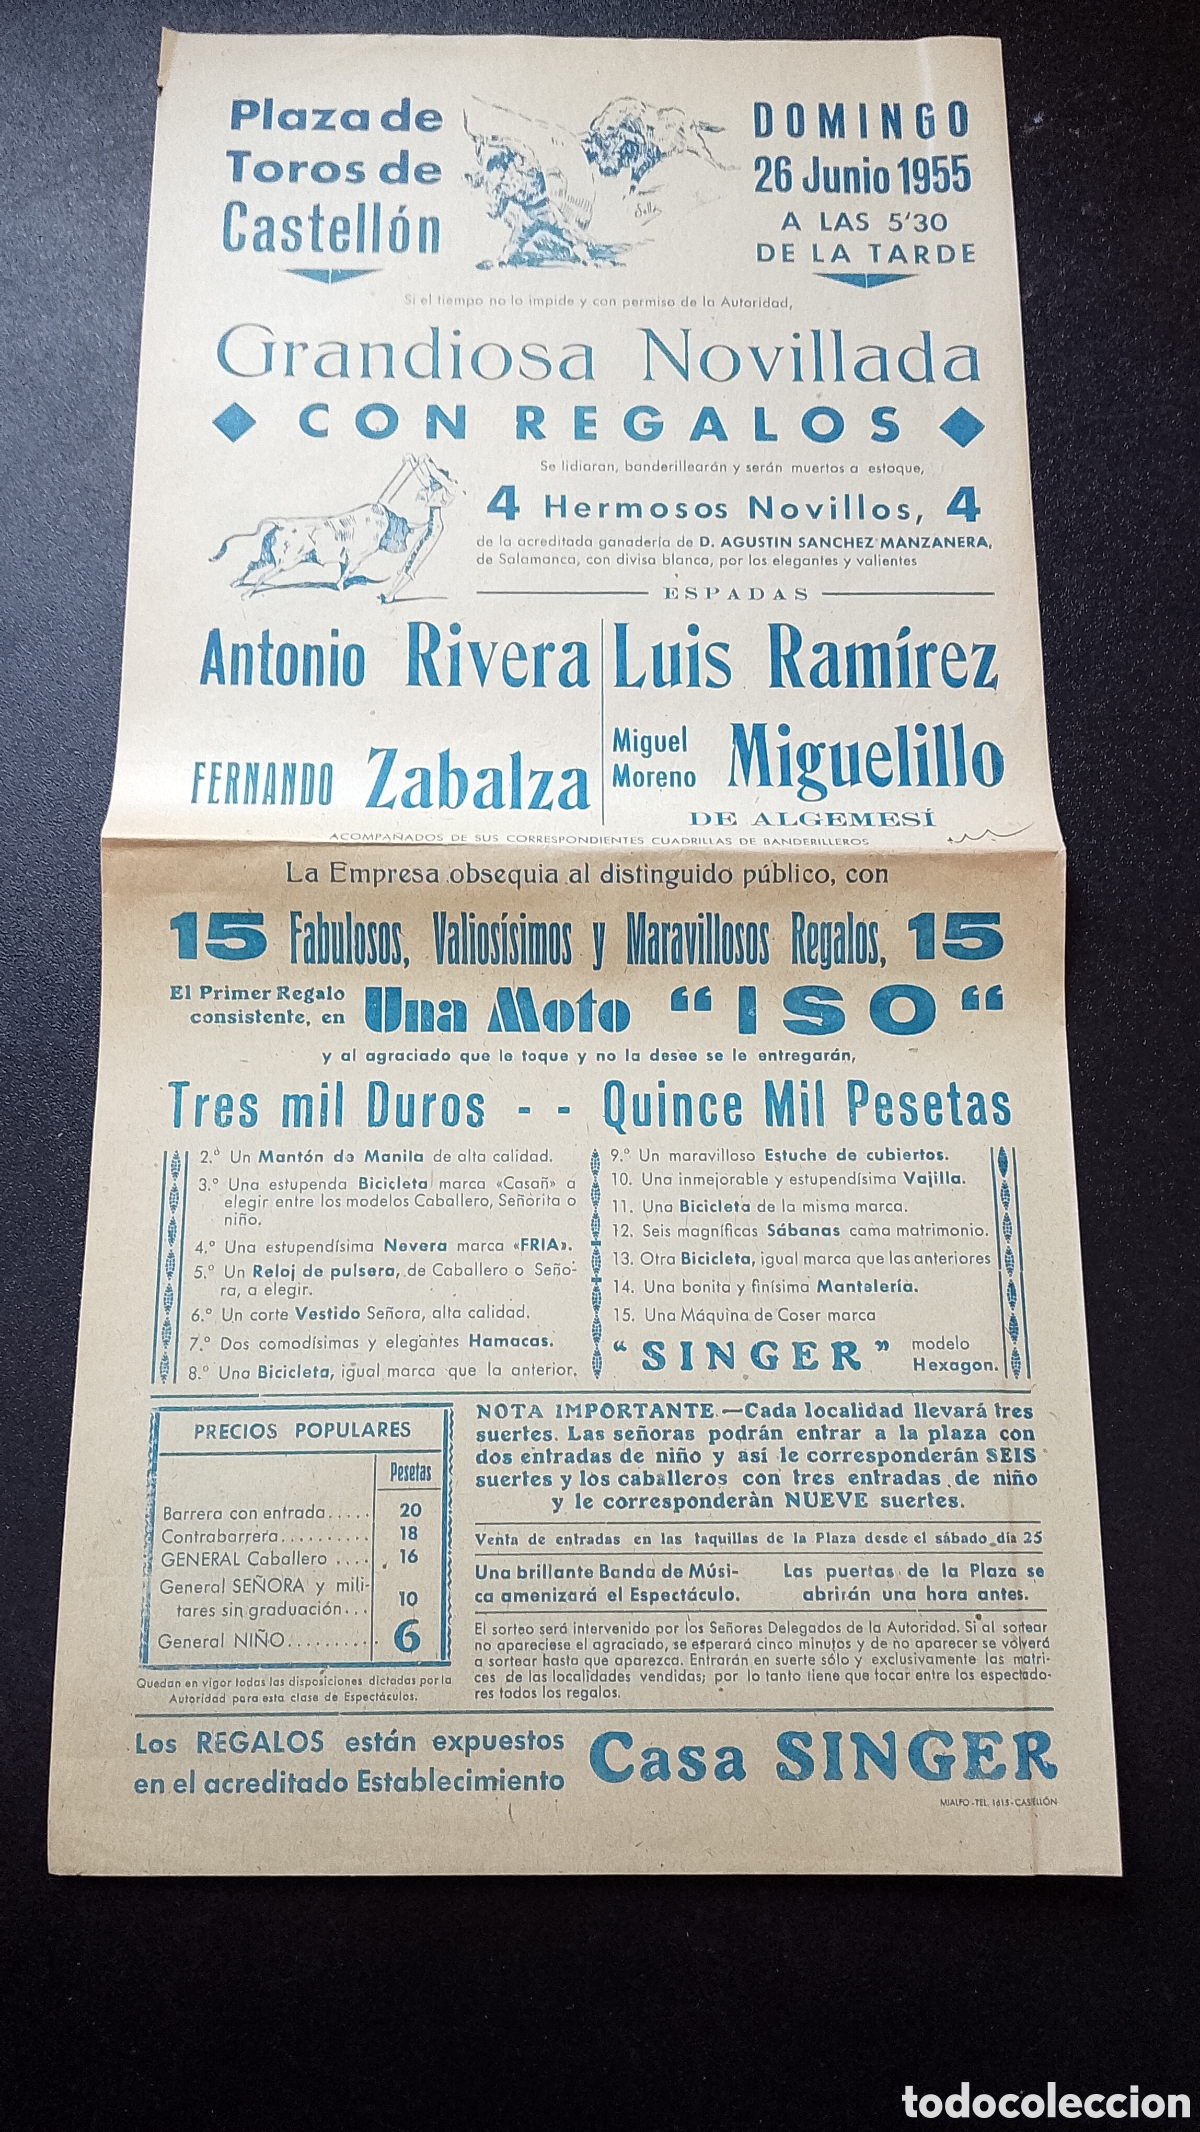 Plaza de
Toros de
Castellón
DOMINGO
26 Junio 1955
A LAS 5'30
DE LA TARDE
Si el tiempo no lo impide y con permiso de la Autoridad,
Grandiosa Novillada
CON REGALOS
Se lidiaran, banderillearán y serán muertos a estoque,
4 Hermosos Novillos, 4
de la acreditada ganadería de D. AGUSTIN SANCHEZ MANZANERA,
de Salamanca, con divisa blanca, por los elegantes y valientes
ESPADAS
Antonio Rivera
Luis Ramírez
FERNANDO Zabalza
Miguel
Moreno
Miguelillo
DE ALGEMESÍ
ACOMPAÑADOS DE SUS CORRESPONDIENTES CUADRILLAS DE BANDERILLEROS
La Empresa obsequia al distinguido público, con
15 Fabulosos, Valiosísimos y Maravillosos Regalos, 15
El Primer Regalo
consistente, en
Una Moto “ISO“
y al agraciado que le toque y no la desee se le entregarán,
Tres mil Duros - - Quince Mil Pesetas
2.º Un Mantón de Manila de alta calidad.
3.º Una estupenda Bicicleta marca «Casañ» a
elegir entre los modelos Caballero, Señorita o
niño.
4.º Una estupendísima Nevera marca «FRIA».
5.º Un Reloj de pulsera, de Caballero o Seño-
ra, a elegir.
6.º Un corte Vestido Señora, alta calidad.
7.º Dos comodísimas y elegantes Hamacas.
8.º Una Bicicleta, igual marca que la anterior.
9.º Un maravilloso Estuche de cubiertos.
10. Una inmejorable y estupendísima Vajilla.
11. Una Bicicleta de la misma marca.
12. Seis magníficas Sábanas cama matrimonio.
13. Otra Bicicleta, igual marca que las anteriores
14. Una bonita y finísima Mantelería.
15. Una Máquina de Coser marca
“SINGER” modelo
Hexagon.
PRECIOS POPULARES
Pesetas
Barrera con entrada..... 20
Contrabarrera.......... 18
GENERAL Caballero .... 16
General SEÑORA y mili-
tares sin graduación... 10
General NIÑO.......... 6
Quedan en vigor todas las disposiciones dictadas por la
Autoridad para esta clase de Espectáculos.
NOTA IMPORTANTE.—Cada localidad llevará tres
suertes. Las señoras podrán entrar a la plaza con
dos entradas de niño y así le corresponderán SEIS
suertes y los caballeros con tres entradas de niño
y le corresponderàn NUEVE suertes.
Venta de entradas en las taquillas de la Plaza desde el sábado día 25
Una brillante Banda de Músi-
ca amenizará el Espectáculo.
Las puertas de la Plaza se
abrirán una hora antes.
El sorteo será intervenido por los Señores Delegados de la Autoridad. Si al sortear
no apareciese el agraciado, se esperará cinco minutos y de no aparecer se volverá
a sortear hasta que aparezca. Entrarán en suerte sólo y exclusivamente las matri-
ces de las localidades vendidas; por lo tanto tiene que tocar entre los espectado-
res todos los regalos.
Los REGALOS están expuestos
en el acreditado Establecimiento
Casa SINGER
MIALFO-TEL. 1615-CASTELLÓN
todocoleccion